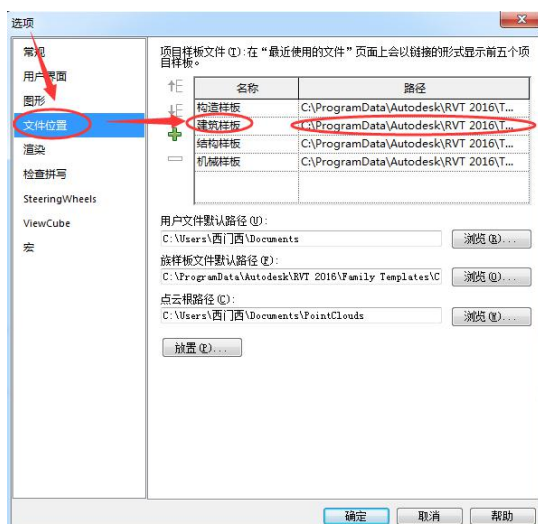 选项
常规
用户界面
图形
文件位置
渲染
检查拼写
SteeringWheels
ViewCube
宏
项目样板文件(T):在“最近使用的文件”页面上会以链接的形式显示前五个项
目样板。
名称 路径
构造样板 C:\ProgramData\Autodesk\RVT 2016\T...
建筑样板 C:\ProgramData\Autodesk\RVT 2016\T...
结构样板 C:\ProgramData\Autodesk\RVT 2016\T...
机械样板 C:\ProgramData\Autodesk\RVT 2016\T...
用户文件默认路径(U):
C:\Users\西门西\Documents 浏览(B)...
族样板文件默认路径(F):
C:\ProgramData\Autodesk\RVT 2016\Family Templates\C 浏览(O)...
点云根路径(C):
C:\Users\西门西\Documents\PointClouds 浏览(W)...
放置(P)...
确定 取消 帮助